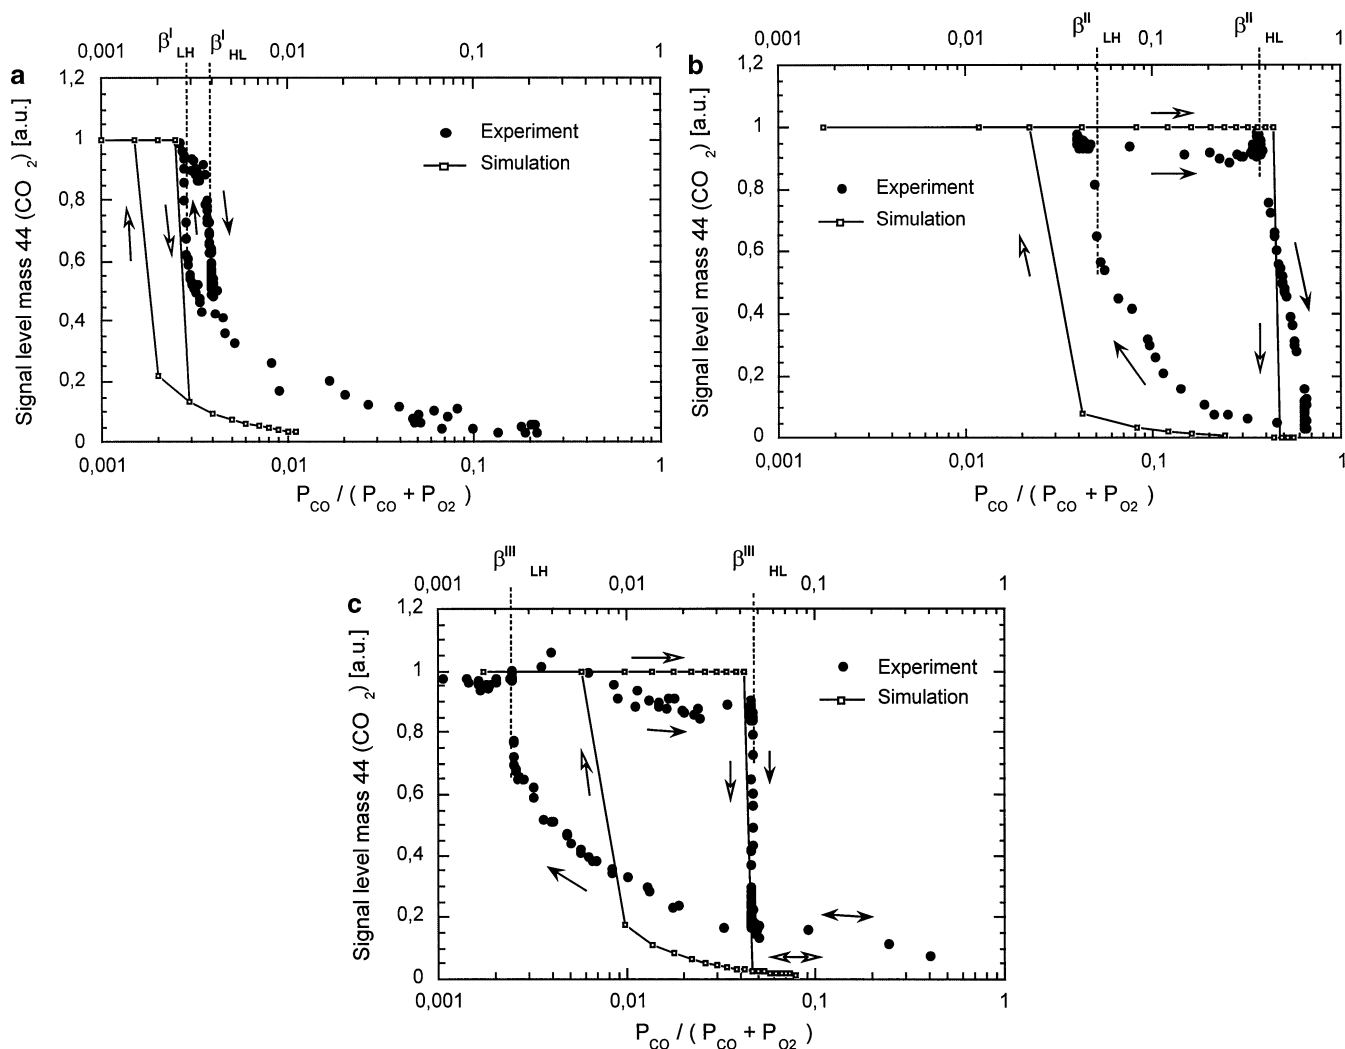 β^I_LH β^I_HL
0,001 0,01 0,1 1
a
1,2
1
0,8
0,6
0,4
0,2
0
Signal level mass 44 (CO_2) [a.u.]
Experiment
Simulation
0,001 0,01 0,1 1
P_CO / ( P_CO + P_O2 )
β^II_LH β^II_HL
0,001 0,01 0,1 1
b
1,2
1
0,8
0,6
0,4
0,2
0
Signal level mass 44 (CO_2) [a.u.]
Experiment
Simulation
0,001 0,01 0,1 1
P_CO / ( P_CO + P_O2 )
β^III_LH β^III_HL
0,001 0,01 0,1 1
c
1,2
1
0,8
0,6
0,4
0,2
0
Signal level mass 44 (CO_2) [a.u.]
Experiment
Simulation
0,001 0,01 0,1 1
P_CO / ( P_CO + P_O2 )